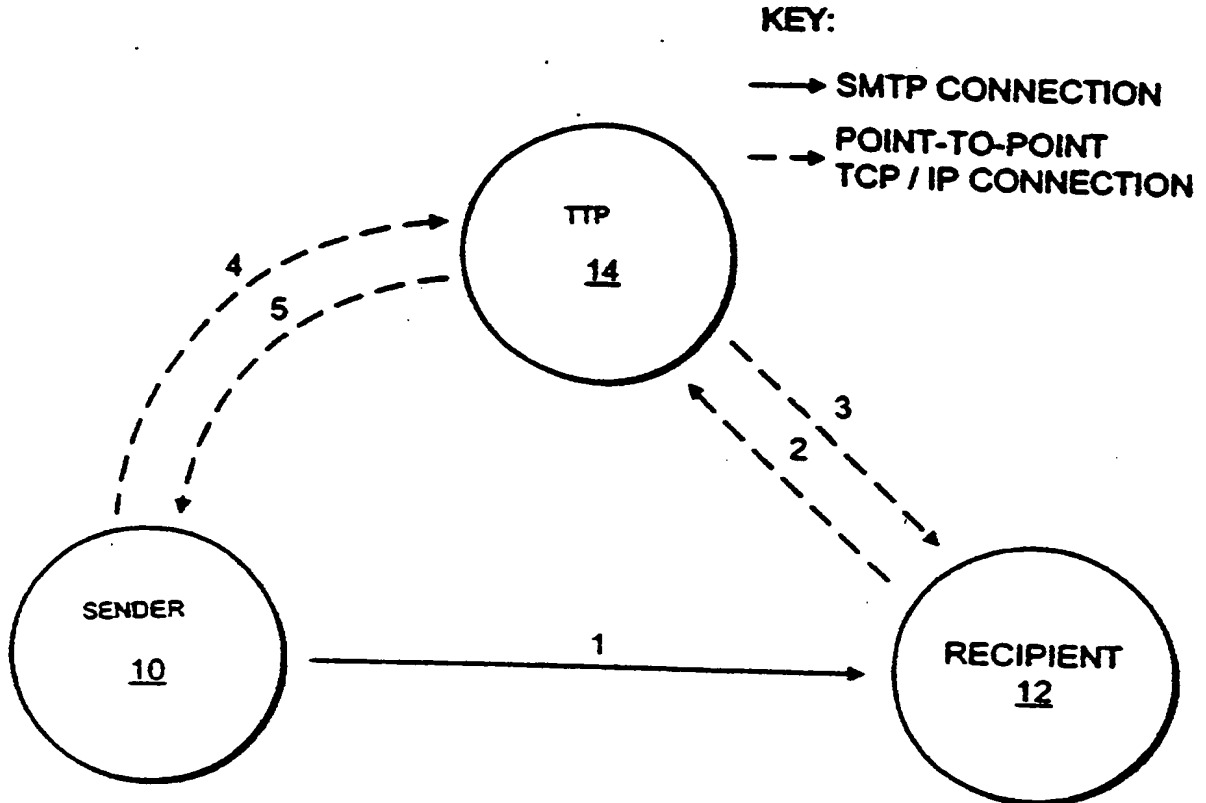 KEY:
SMTP CONNECTION
POINT-TO-POINT
TCP / IP CONNECTION
TTP
14
4
5
3
2
SENDER
10
1
RECIPIENT
12